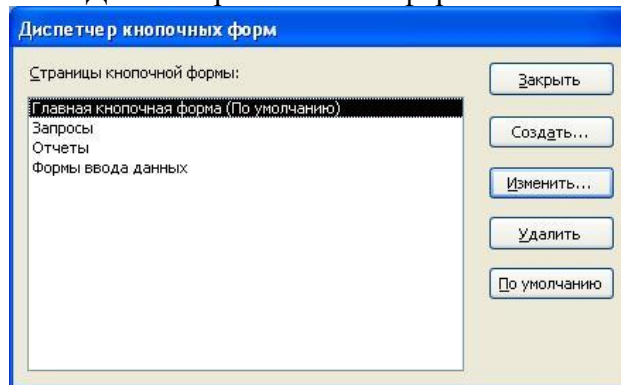 Диспетчер кнопочных форм
Страницы кнопочной формы:
Главная кнопочная форма (По умолчанию)
Запросы
Отчеты
Формы ввода данных
Закрыть
Создать...
Изменить...
Удалить
По умолчанию